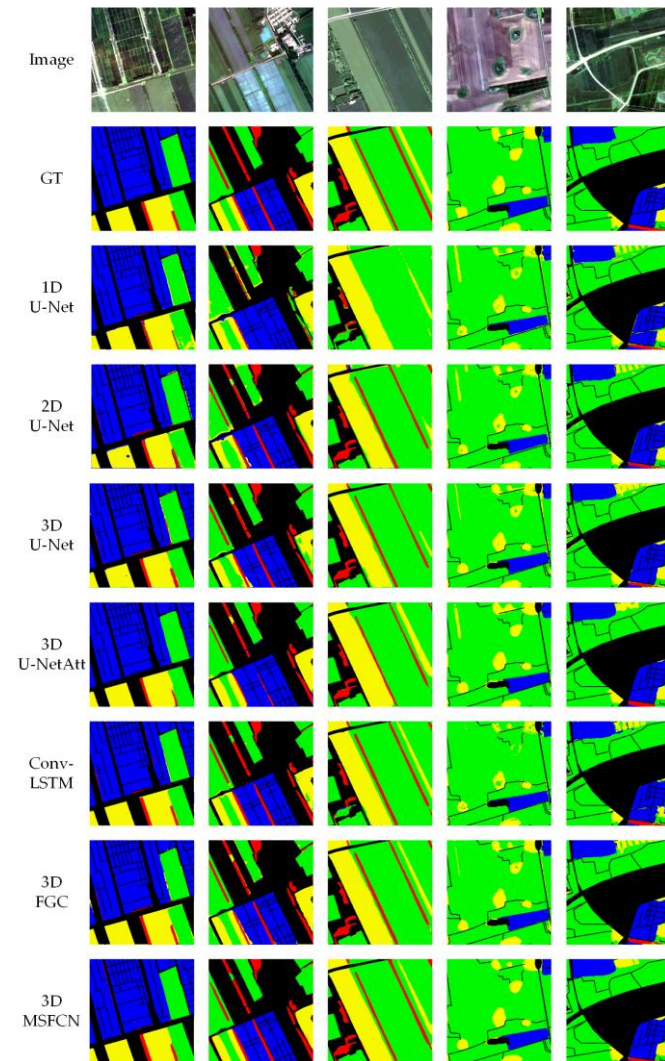 Image
GT
1D
U-Net
2D
U-Net
3D
U-Net
3D
U-NetAtt
Conv-
LSTM
3D
FGC
3D
MSFCN